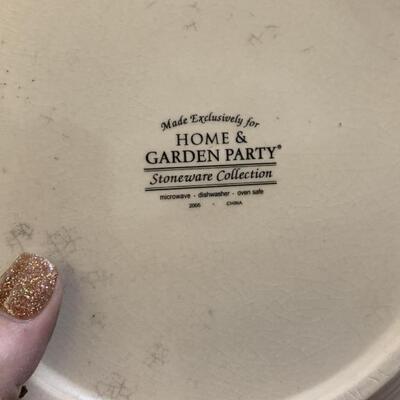 Made Exclusively for
HOME &
GARDEN PARTY®
Stoneware Collection
microwave - dishwasher - oven safe
2005 - CHINA